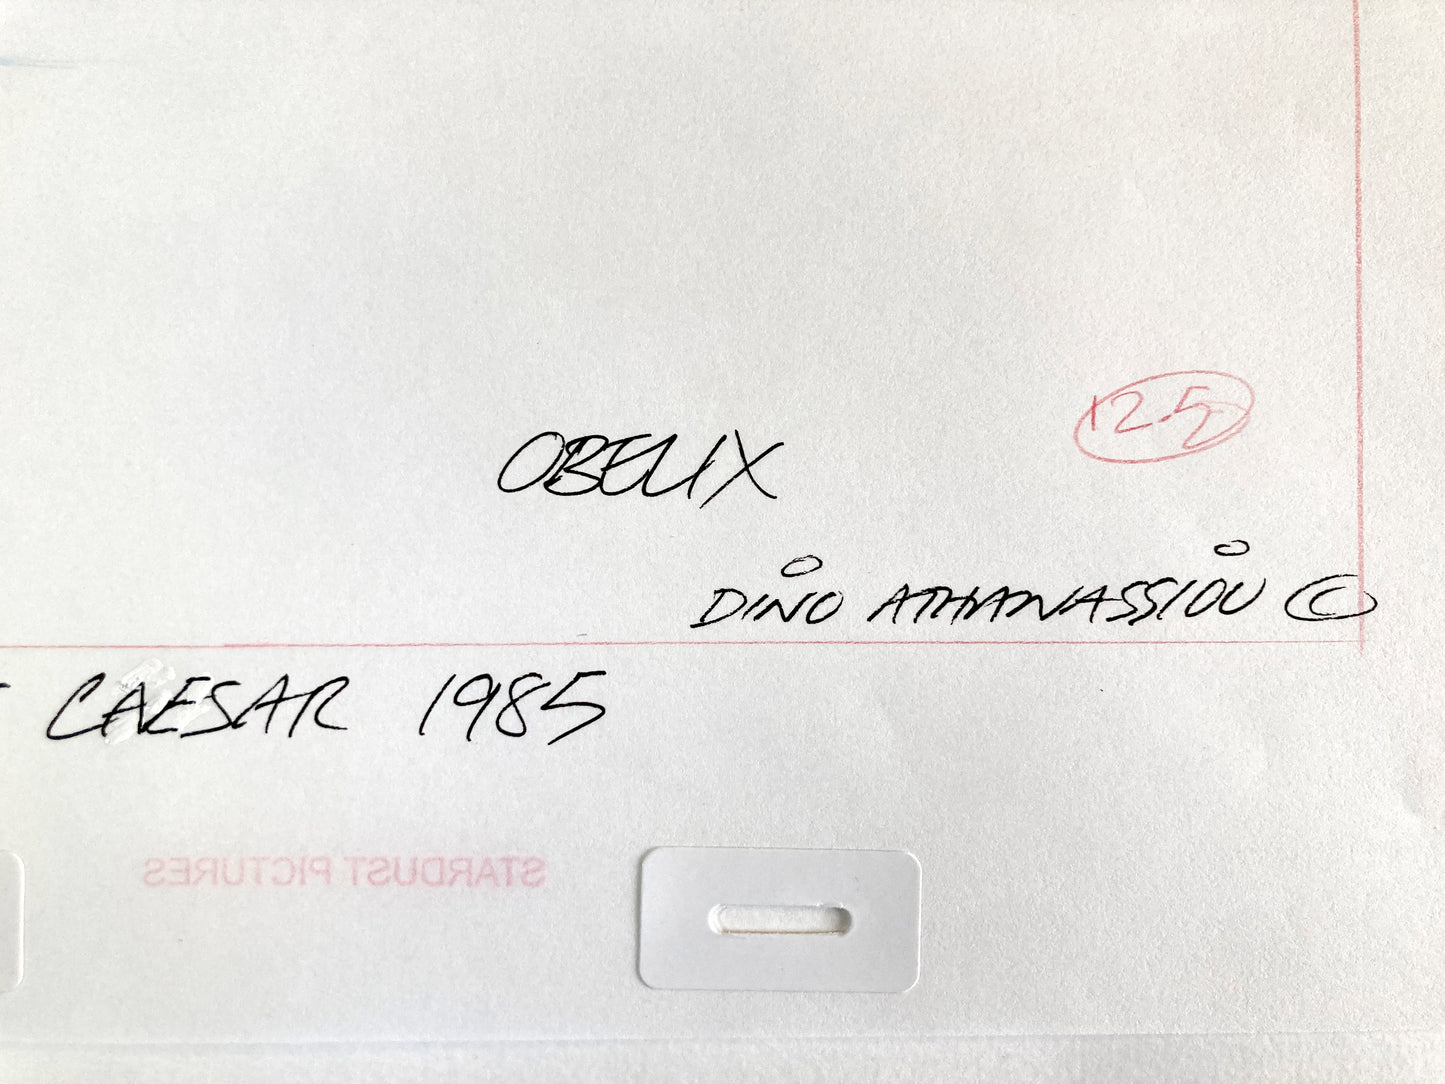 12.5
OBELIX
DINO ATHANASSIOU ©
CAESAR 1985
STARDUST PICTURES